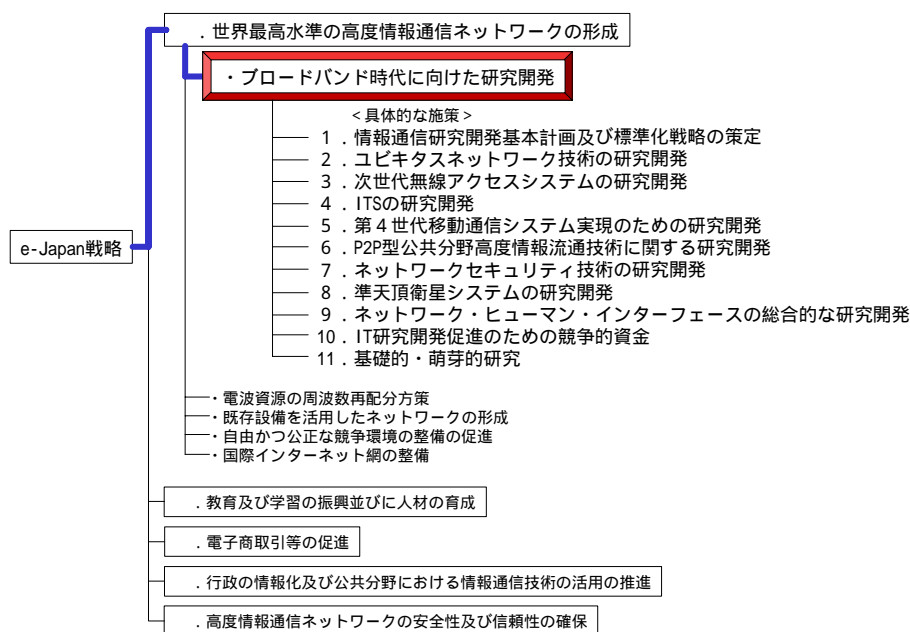 ．世界最高水準の高度情報通信ネットワークの形成
・ブロードバンド時代に向けた研究開発
＜具体的な施策＞
1．情報通信研究開発基本計画及び標準化戦略の策定
2．ユビキタスネットワーク技術の研究開発
3．次世代無線アクセスシステムの研究開発
4．ITSの研究開発
5．第４世代移動通信システム実現のための研究開発
e-Japan戦略
6．P2P型公共分野高度情報流通技術に関する研究開発
7．ネットワークセキュリティ技術の研究開発
8．準天頂衛星システムの研究開発
9．ネットワーク・ヒューマン・インターフェースの総合的な研究開発
10．IT研究開発促進のための競争的資金
11．基礎的・萌芽的研究
・電波資源の周波数再配分方策
・既存設備を活用したネットワークの形成
・自由かつ公正な競争環境の整備の促進
・国際インターネット網の整備
．教育及び学習の振興並びに人材の育成
．電子商取引等の促進
．行政の情報化及び公共分野における情報通信技術の活用の推進
．高度情報通信ネットワークの安全性及び信頼性の確保